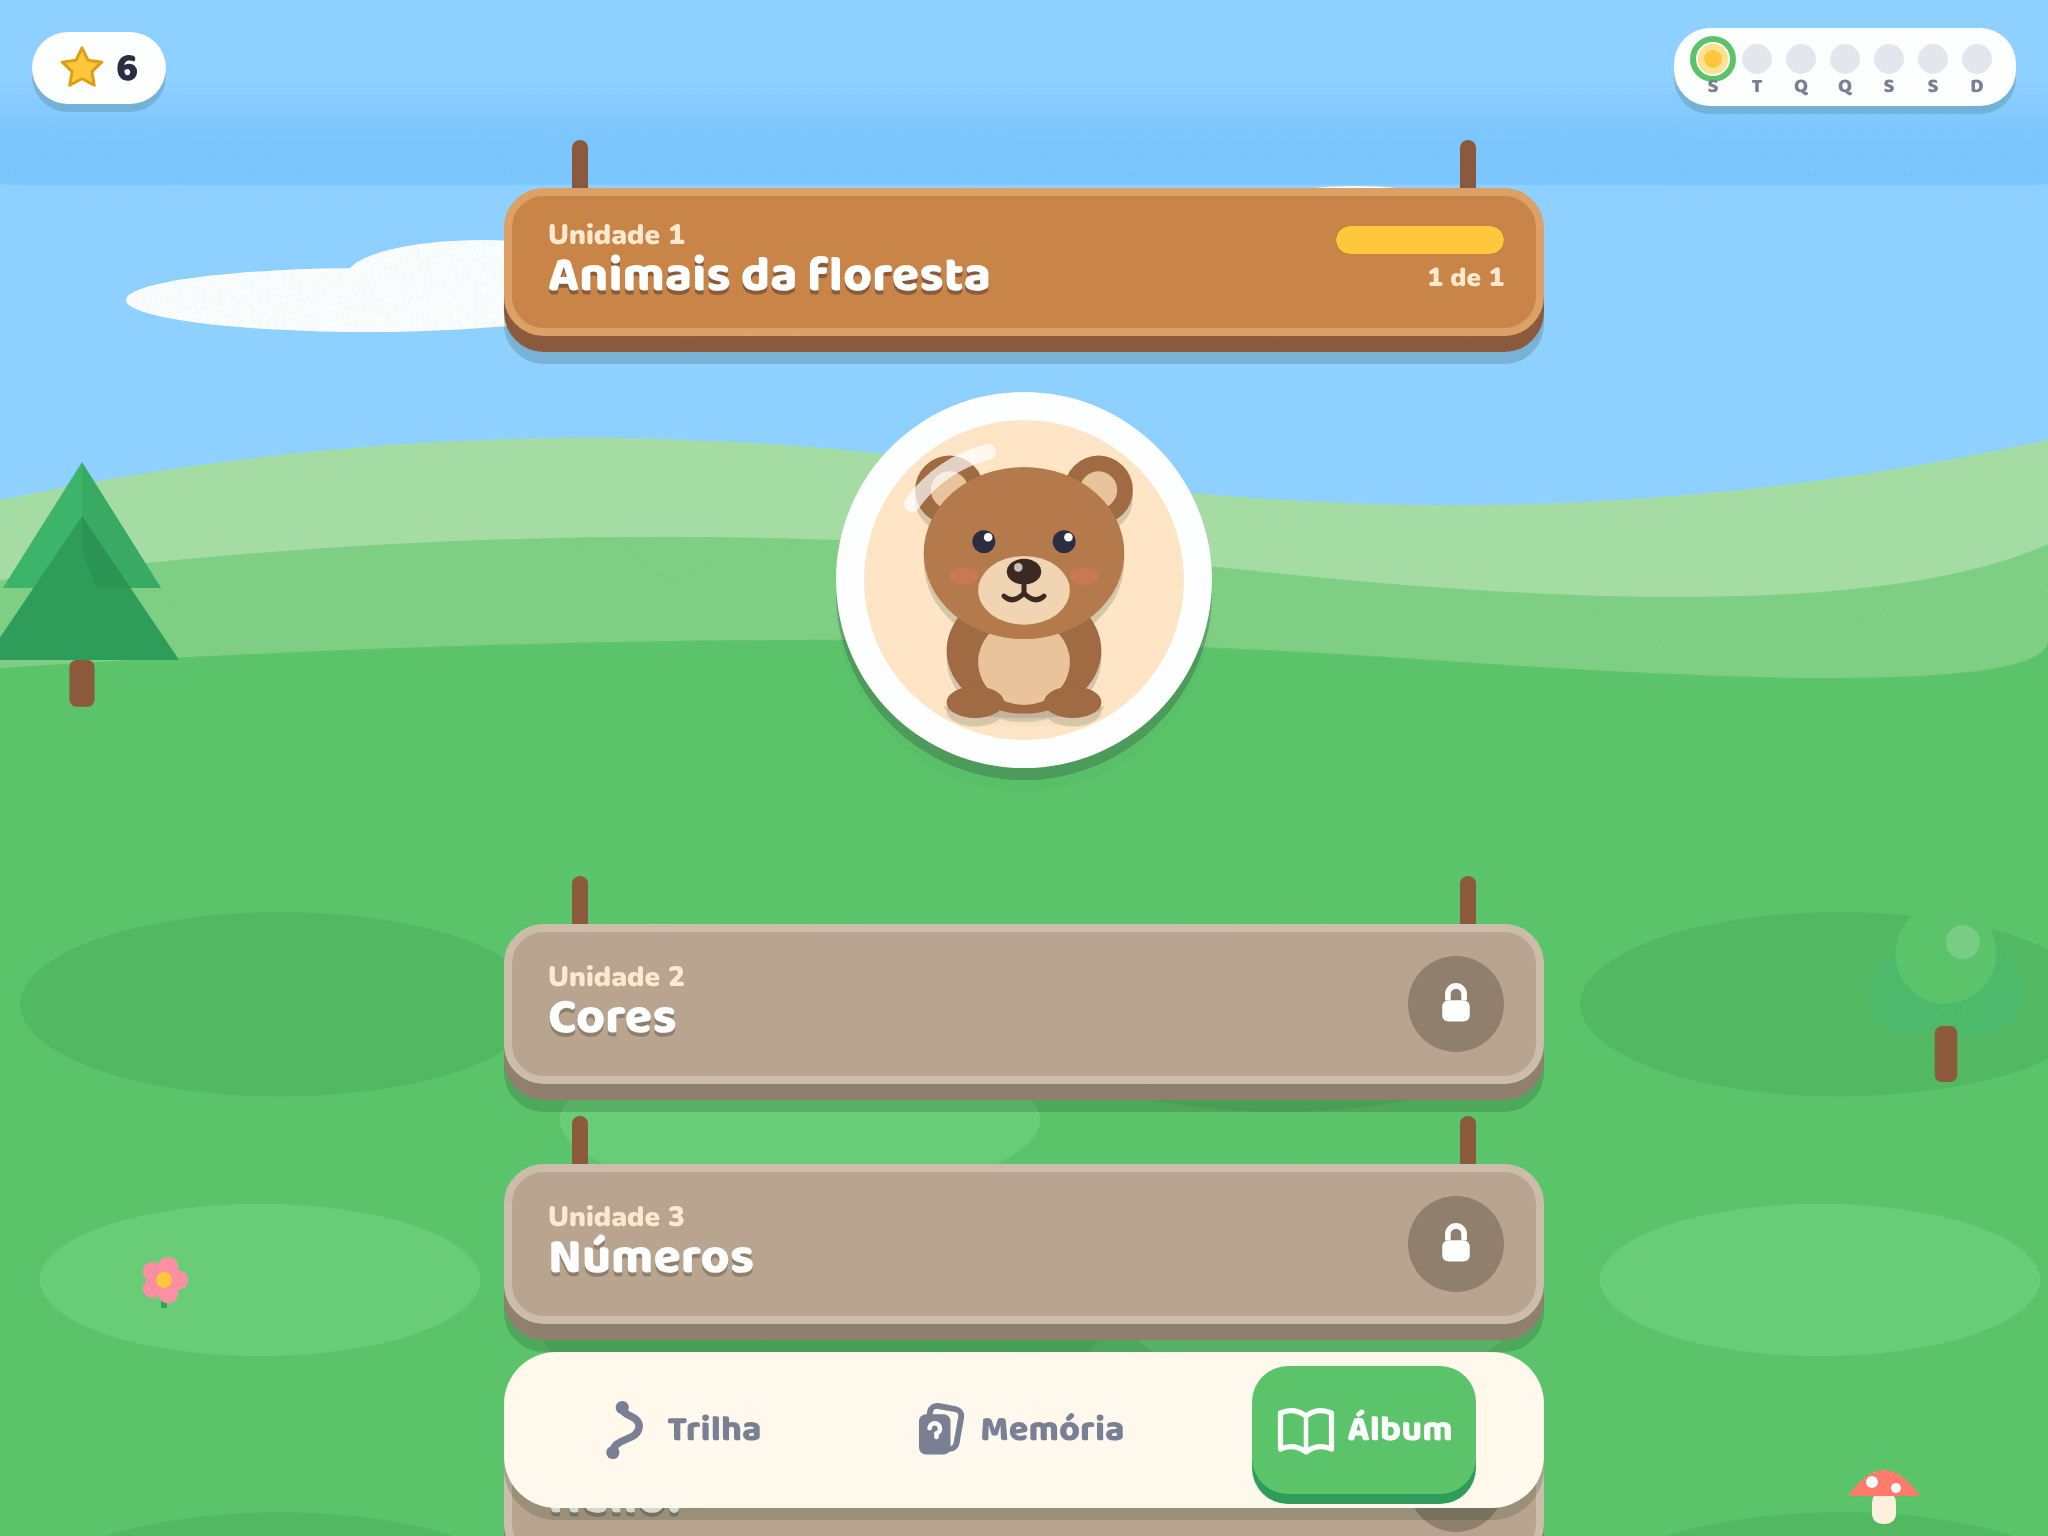 6
S T Q Q S S D
Unidade 1
Animais da floresta
1 de 1
Unidade 2
Cores
Unidade 3
Números
Trilha
Memória
Álbum